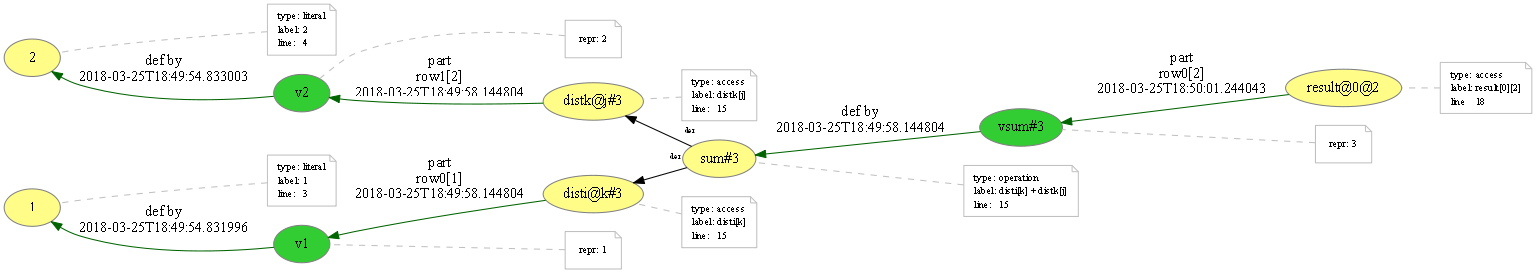 type: literal
label: 2
line: 4
2
def by
2018-03-25T18:49:54.833003
v2
repr: 2
part
row1[2]
2018-03-25T18:49:58.144804
distk@j#3
type: access
label: distk[j]
line: 15
der
der
sum#3
def by
2018-03-25T18:49:58.144804
vsum#3
part
row0[2]
2018-03-25T18:50:01.244043
result@0@2
type: access
label: result[0][2]
line 18
repr: 3
type: operation
label: disti[k] + distk[j]
line: 15
type: literal
label: 1
line: 3
1
def by
2018-03-25T18:49:54.831996
v1
repr: 1
part
row0[1]
2018-03-25T18:49:58.144804
disti@k#3
type: access
label: disti[k]
line: 15